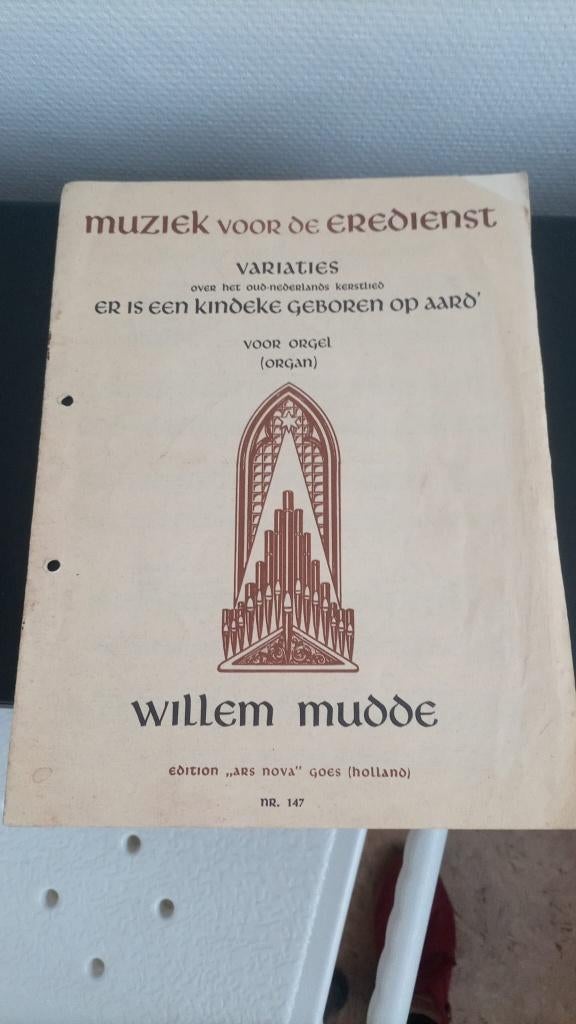 muziek voor de eredienst
variaties
over het oud-nederlands kerstlied
er is een kindeke geboren op aard'
voor orgel
(organ)
willem mudde
edition „ars nova" goes (holland)
nr. 147